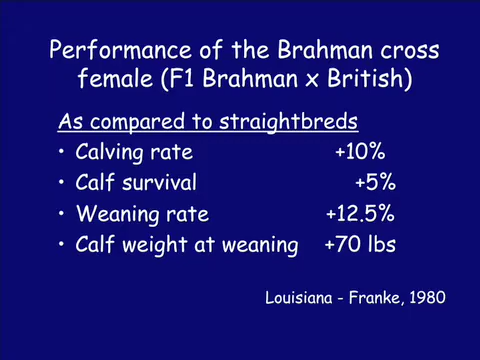 Performance of the Brahman cross
female (F1 Brahman x British)
As compared to straightbreds
• Calving rate +10%
• Calf survival +5%
• Weaning rate +12.5%
• Calf weight at weaning +70 lbs
Louisiana - Franke, 1980